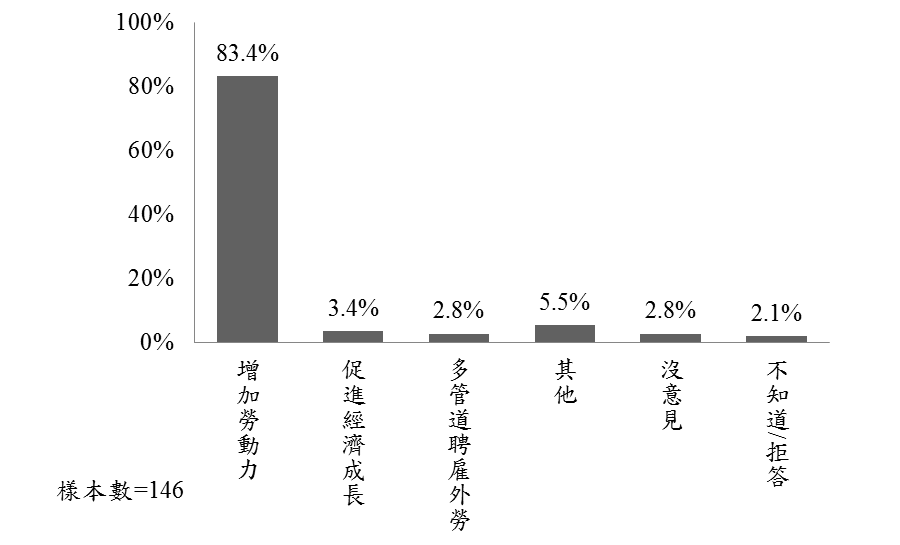 100%
80%
60%
40%
20%
0%
83.4%
3.4%
2.8%
5.5%
2.8%
2.1%
增加勞動力
促進經濟成長
多管道聘雇外勞
其他
沒意見
不知道/拒答
樣本數=146